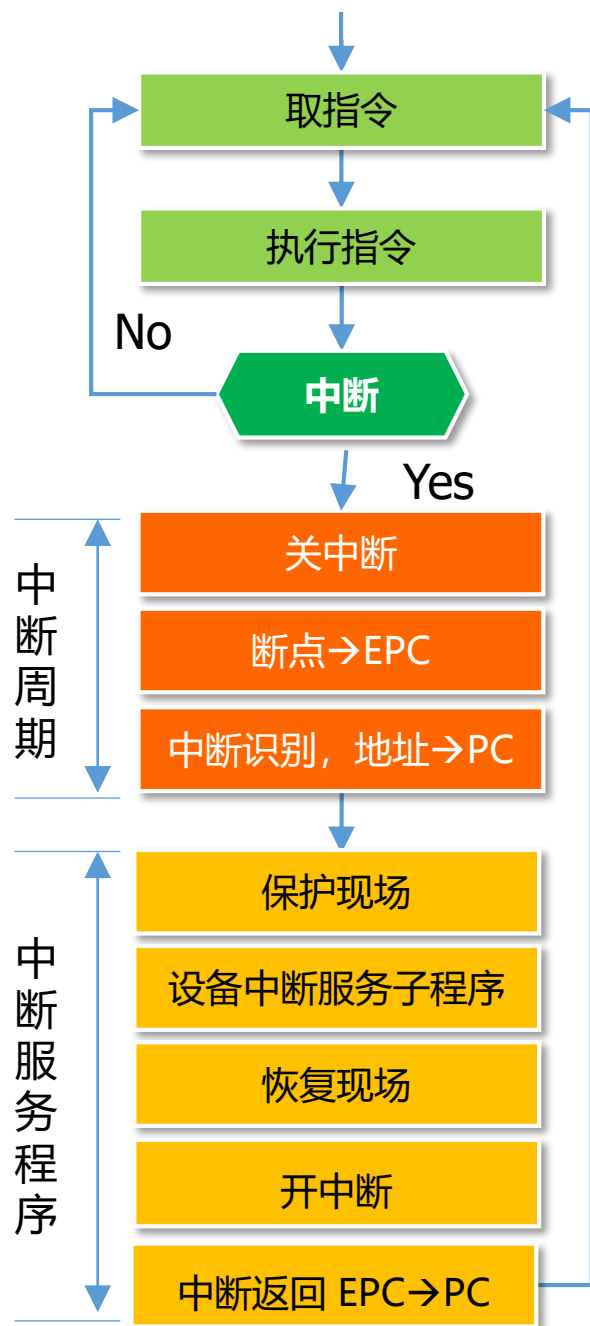 取指令
执行指令
No
中断
Yes
中断周期
关中断
断点→EPC
中断识别，地址→PC
中断服务程序
保护现场
设备中断服务子程序
恢复现场
开中断
中断返回 EPC→PC